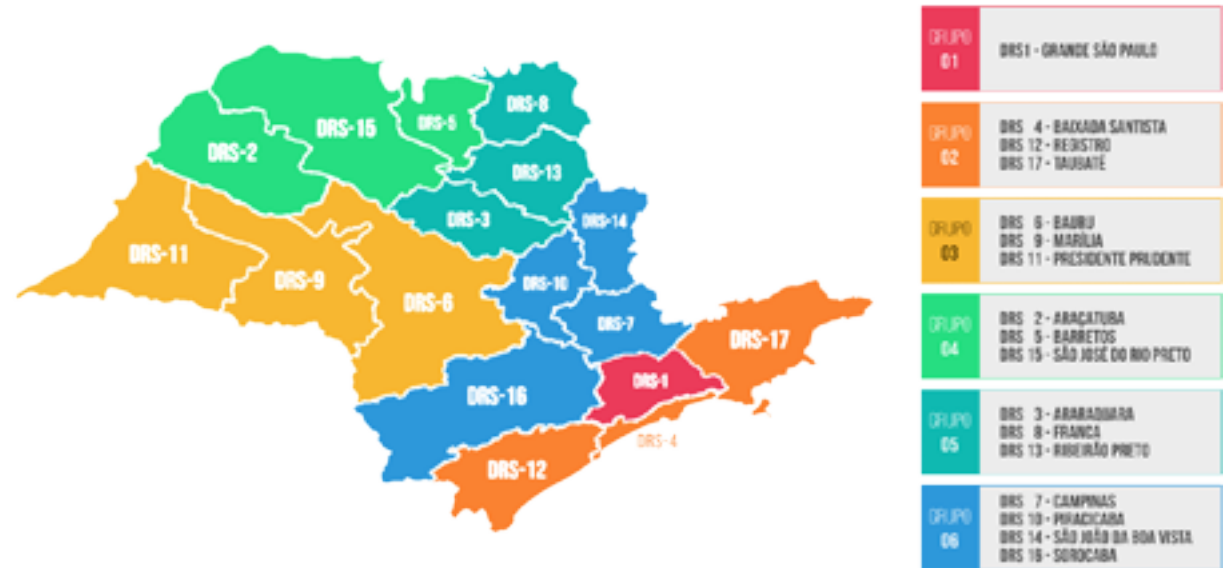 DRS-8
DRS-15
DRS-5
DRS-2
DRS-13
DRS-3
DRS-14
DRS-11
DRS-9
DRS-10
DRS-6
DRS-7
DRS-17
DRS-1
DRS-16
DRS-4
DRS-12
GRUPO
01
DRS1 - GRANDE SÃO PAULO
GRUPO
02
DRS 4 - BAIXADA SANTISTA
DRS 12 - REGISTRO
DRS 17 - TAUBATÉ
GRUPO
03
DRS 6 - BAURU
DRS 9 - MARÍLIA
DRS 11 - PRESIDENTE PRUDENTE
GRUPO
04
DRS 2 - ARAÇATUBA
DRS 5 - BARRETOS
DRS 15 - SÃO JOSÉ DO RIO PRETO
GRUPO
05
DRS 3 - ARARAQUARA
DRS 8 - FRANCA
DRS 13 - RIBEIRÃO PRETO
GRUPO
06
DRS 7 - CAMPINAS
DRS 10 - PIRACICABA
DRS 14 - SÃO JOÃO DA BOA VISTA
DRS 16 - SOROCABA